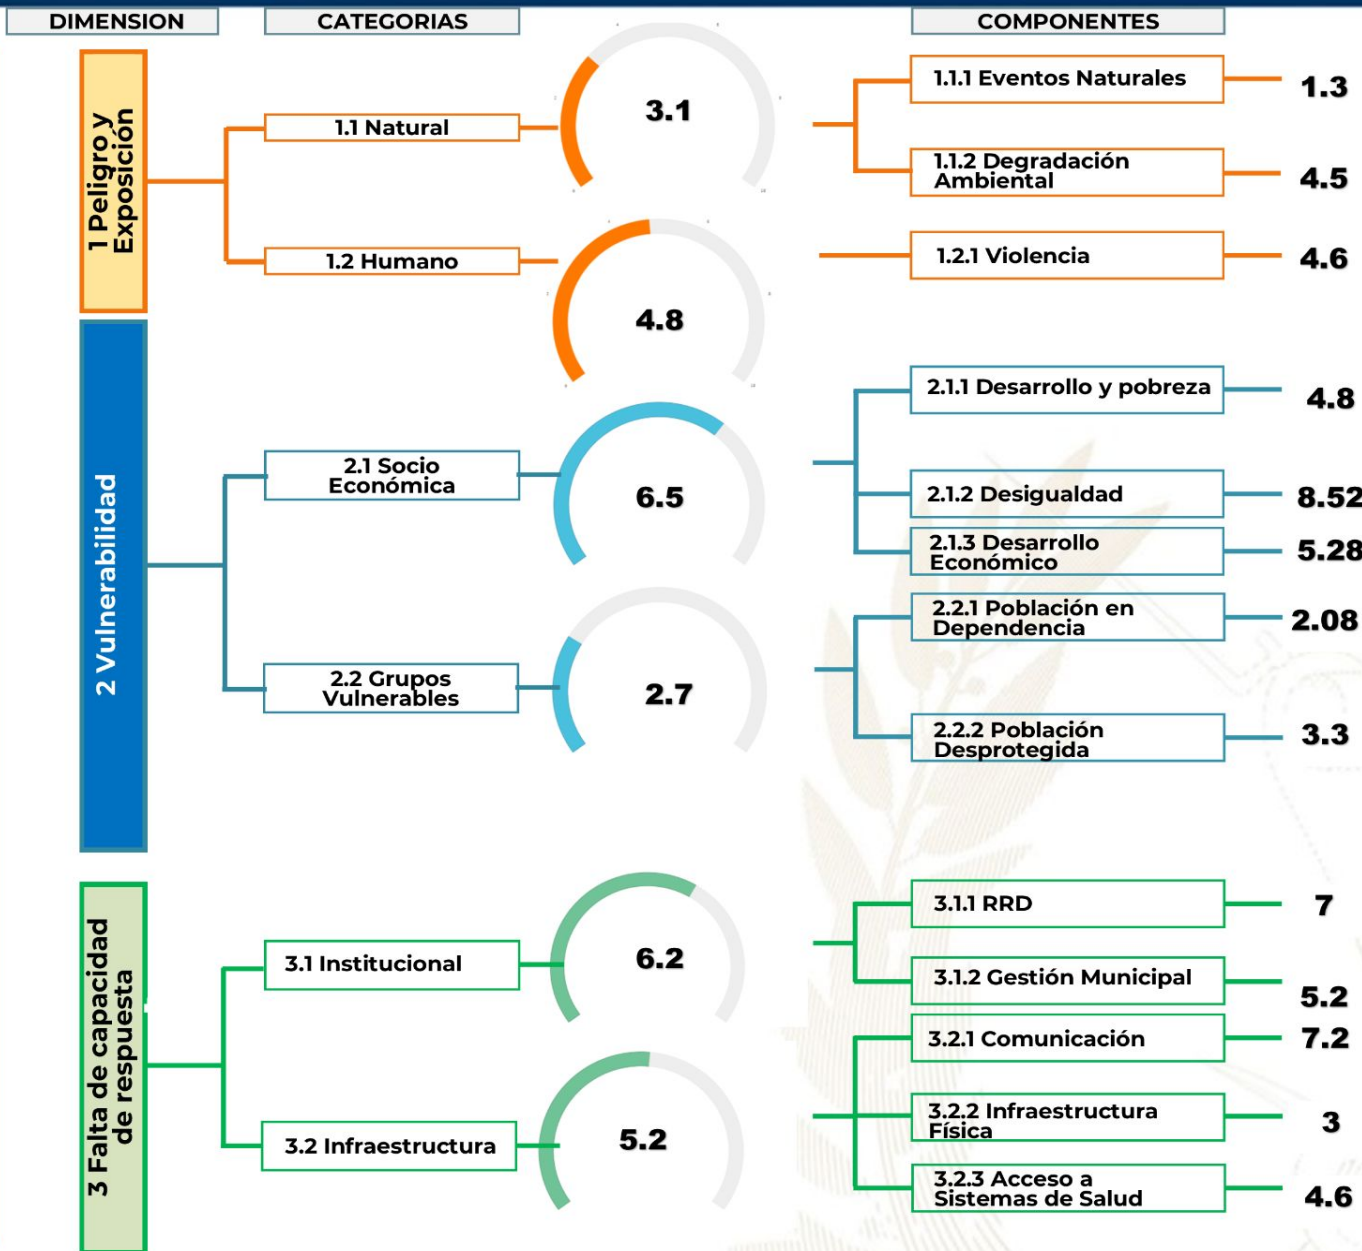 DIMENSION
CATEGORIAS
COMPONENTES
1 Peligro y
Exposición
1.1 Natural
3.1
1.1.1 Eventos Naturales
1.3
1.1.2 Degradación
Ambiental
4.5
1.2 Humano
4.8
1.2.1 Violencia
4.6
2 Vulnerabilidad
2.1 Socio
Económica
6.5
2.1.1 Desarrollo y pobreza
4.8
2.1.2 Desigualdad
8.52
2.1.3 Desarrollo
Económico
5.28
2.2 Grupos
Vulnerables
2.7
2.2.1 Población en
Dependencia
2.08
2.2.2 Población
Desprotegida
3.3
3 Falta de capacidad
de respuesta
3.1 Institucional
6.2
3.1.1 RRD
7
3.1.2 Gestión Municipal
5.2
3.2 Infraestructura
5.2
3.2.1 Comunicación
7.2
3.2.2 Infraestructura
Física
3
3.2.3 Acceso a
Sistemas de Salud
4.6